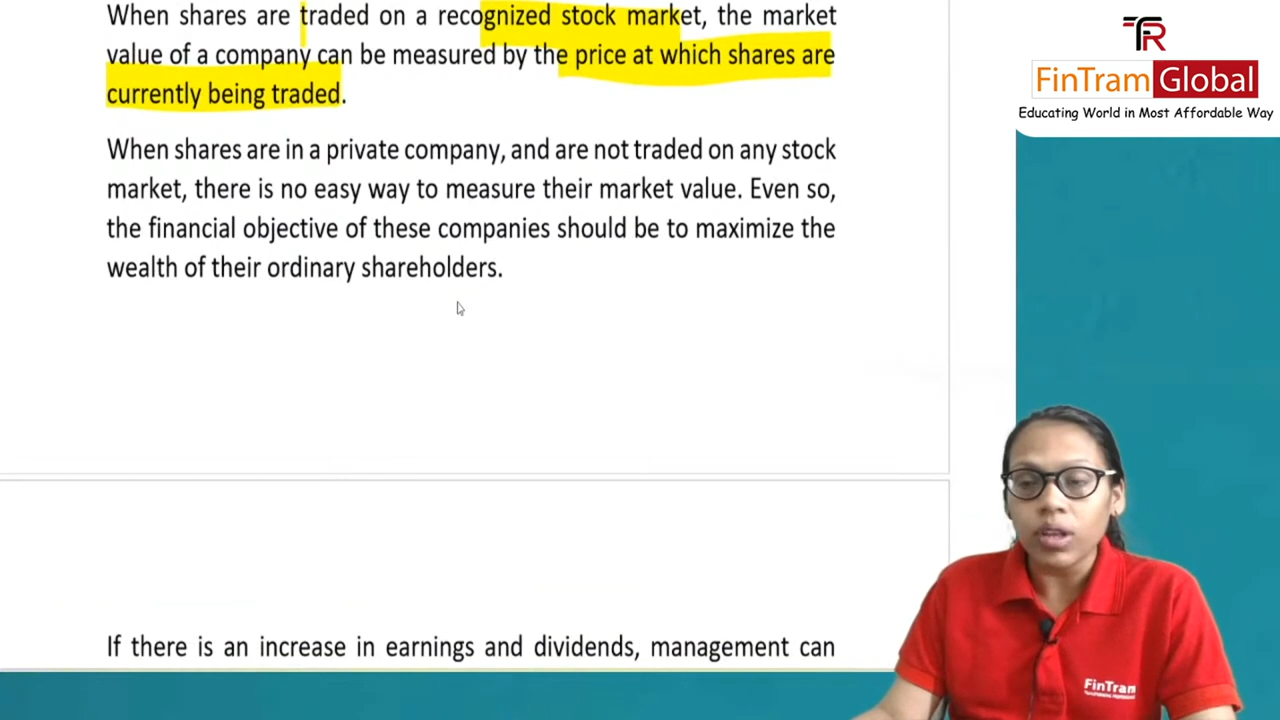 When shares are traded on a recognized stock market, the market
value of a company can be measured by the price at which shares are
currently being traded.
When shares are in a private company, and are not traded on any stock
market, there is no easy way to measure their market value. Even so,
the financial objective of these companies should be to maximize the
wealth of their ordinary shareholders.
If there is an increase in earnings and dividends, management can
FinTram Global
Educating World in Most Affordable Way
FinTram